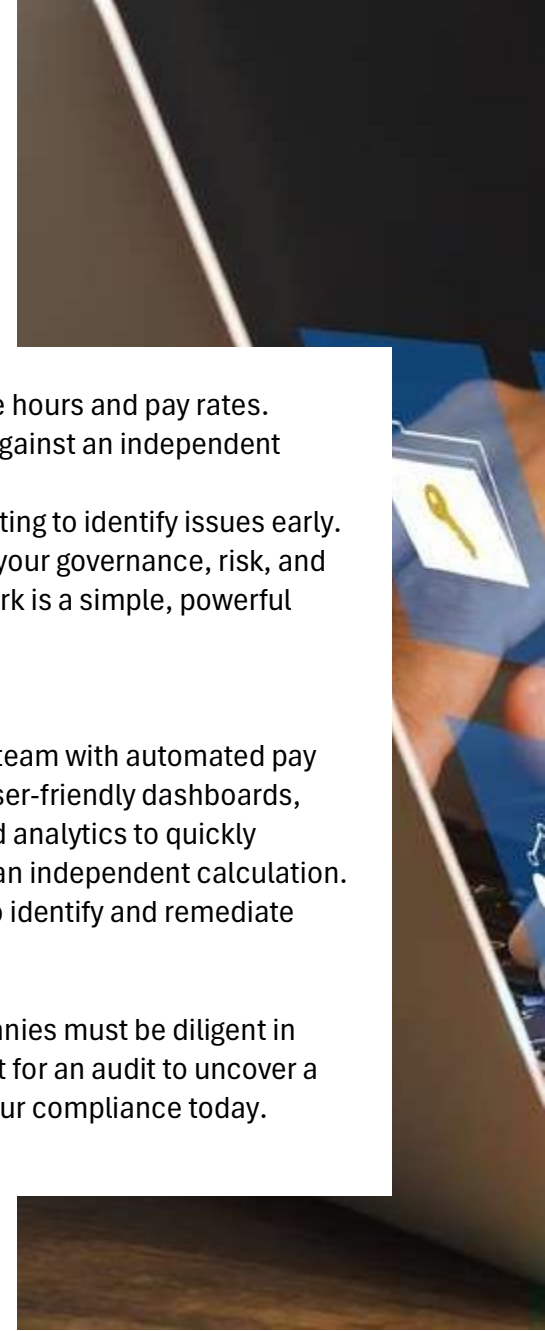 hours and pay rates.
against an independent
ting to identify issues early.
your governance, risk, and
rk is a simple, powerful
team with automated pay
ser-friendly dashboards,
d analytics to quickly
an independent calculation.
o identify and remediate
anies must be diligent in
t for an audit to uncover a
ur compliance today.